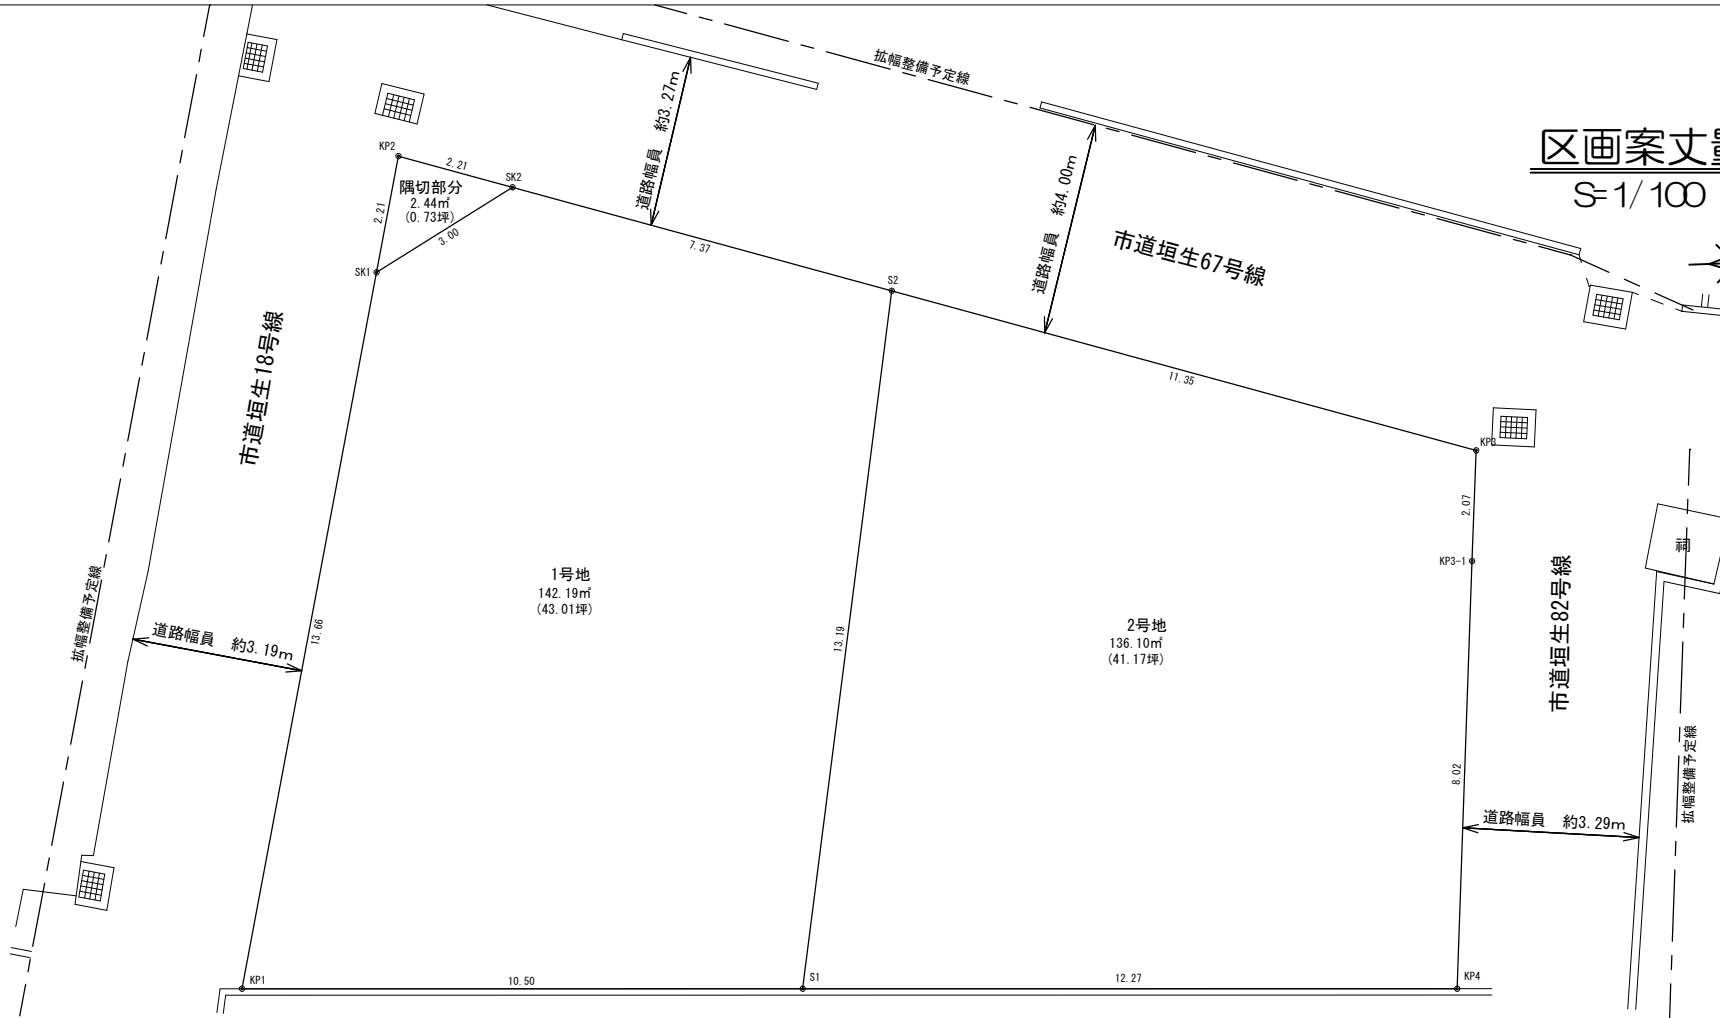 拡幅整備予定線
区画案丈量
S=1/100
道路幅員 約3.27m
KP2
2.21
SK2
隅切部分
2.44㎡
(0.73坪)
2.21
3.00
SK1
7.37
道路幅員 約4.00m
市道垣生67号線
S2
市道垣生18号線
11.35
KP3
2.07
KP3-1
祠
市道垣生82号線
1号地
142.19㎡
(43.01坪)
2号地
136.10㎡
(41.17坪)
13.66
13.19
拡幅整備予定線
道路幅員 約3.19m
8.02
道路幅員 約3.29m
拡幅整備予定線
KP1
10.50
S1
12.27
KP4